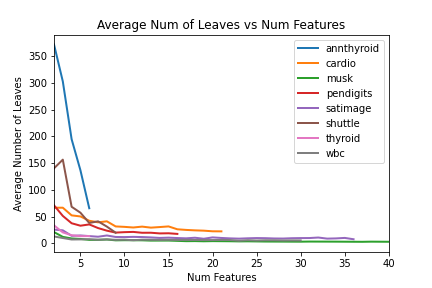 Average Num of Leaves vs Num Features
Average Number of Leaves
350
300
250
200
150
100
50
0
annthyroid
cardio
musk
pendigits
satimage
shuttle
thyroid
wbc
5 10 15 20 25 30 35 40
Num Features